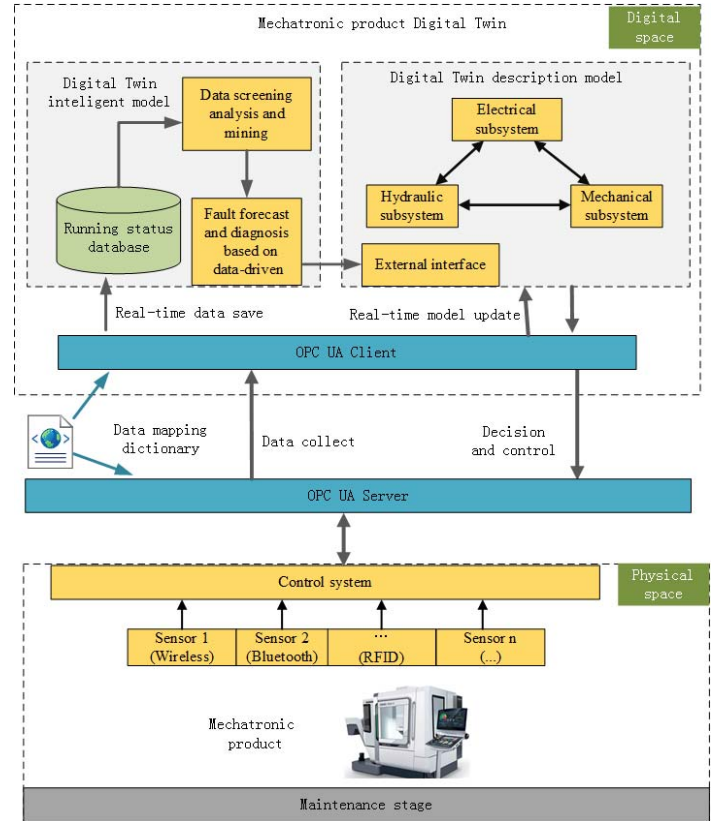 Mechatronic product Digital Twin
Digital
space
Digital Twin
inteligent model
Data screening
analysis and
mining
Running status
database
Fault forecast
and diagnosis
based on
data-driven
Digital Twin description model
Electrical
subsystem
Hydraulic
subsystem
Mechanical
subsystem
External interface
Real-time data save
Real-time model update
OPC UA Client
Data mapping
dictionary
Data collect
Decision
and control
OPC UA Server
Physical
space
Control system
Sensor 1
(Wireless)
Sensor 2
(Bluetooth)
...
(RFID)
Sensor n
(...)
Mechatronic
product
Maintenance stage